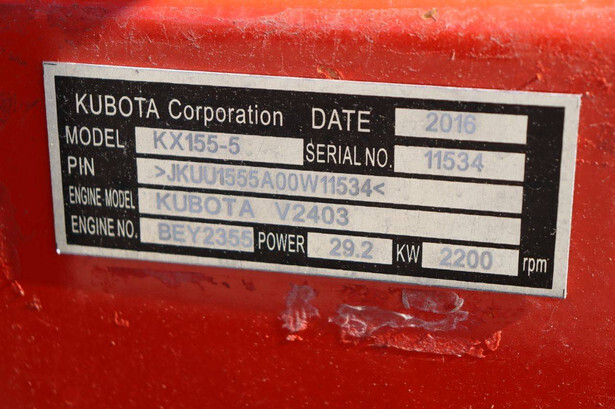 KUBOTA Corporation DATE 2016
MODEL KX155-5 SERIAL NO. 11534
PIN >JKUU1555A00W11534<
ENGINE-MODEL KUBOTA V2403
ENGINE NO. BEY2355 POWER 29.2 KW 2200 rpm